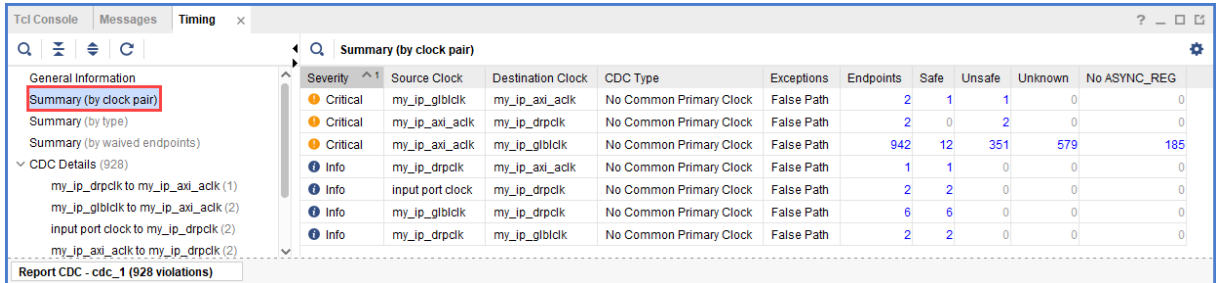 Tcl Console Messages Timing ×
? _
Summary (by clock pair)
General Information
Summary (by clock pair)
Summary (by type)
Summary (by waived endpoints)
CDC Details (928)
my_ip_drpclk to my_ip_axi_aclk (1)
my_ip_glblclk to my_ip_axi_aclk (2)
input port clock to my_ip_drpclk (2)
my_ip_axi_aclk to my_ip_drpclk (2)
Severity ^1 Source Clock Destination Clock CDC Type Exceptions Endpoints Safe Unsafe Unknown No ASYNC_REG
Critical my_ip_glblclk my_ip_axi_aclk No Common Primary Clock False Path 2 1 1 0 0
Critical my_ip_axi_aclk my_ip_drpclk No Common Primary Clock False Path 2 0 2 0 0
Critical my_ip_axi_aclk my_ip_glblclk No Common Primary Clock False Path 942 12 351 579 185
Info my_ip_drpclk my_ip_axi_aclk No Common Primary Clock False Path 1 1 0 0 0
Info input port clock my_ip_drpclk No Common Primary Clock False Path 2 2 0 0 0
Info my_ip_glblclk my_ip_drpclk No Common Primary Clock False Path 6 6 0 0 0
Info my_ip_drpclk my_ip_glblclk No Common Primary Clock False Path 2 2 0 0 0
Report CDC - cdc_1 (928 violations)